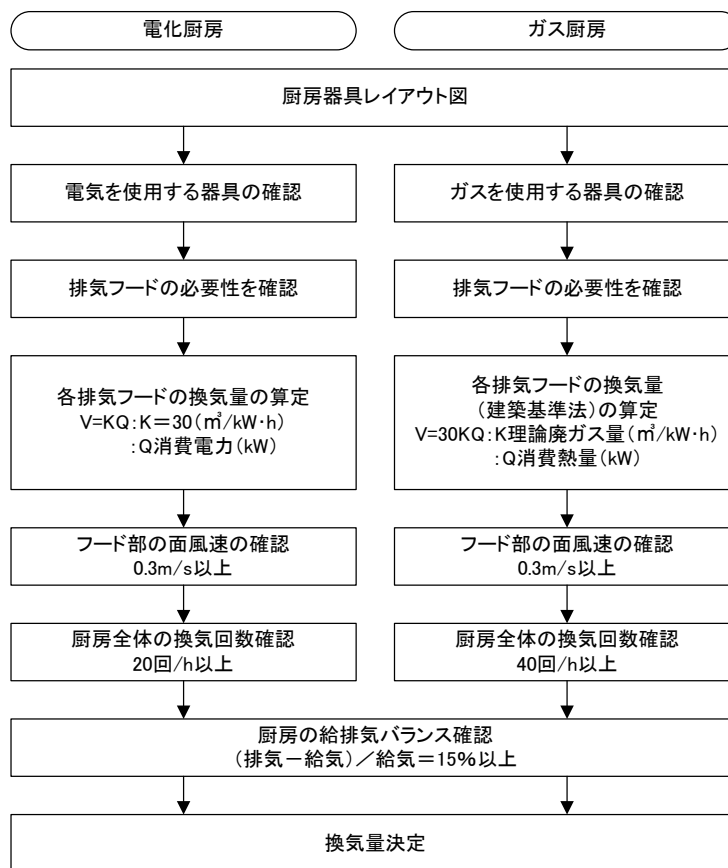 電化厨房
ガス厨房
厨房器具レイアウト図
電気を使用する器具の確認
ガスを使用する器具の確認
排気フードの必要性を確認
排気フードの必要性を確認
各排気フードの換気量の算定
V=KQ:K＝30(㎥/kW·h)
:Q消費電力(kW)
各排気フードの換気量
(建築基準法)の算定
V=30KQ:K理論廃ガス量(㎥/kW·h)
:Q消費熱量(kW)
フード部の面風速の確認
0.3m/s以上
フード部の面風速の確認
0.3m/s以上
厨房全体の換気回数確認
20回/h以上
厨房全体の換気回数確認
40回/h以上
厨房の給排気バランス確認
(排気－給気)／給気＝15%以上
換気量決定